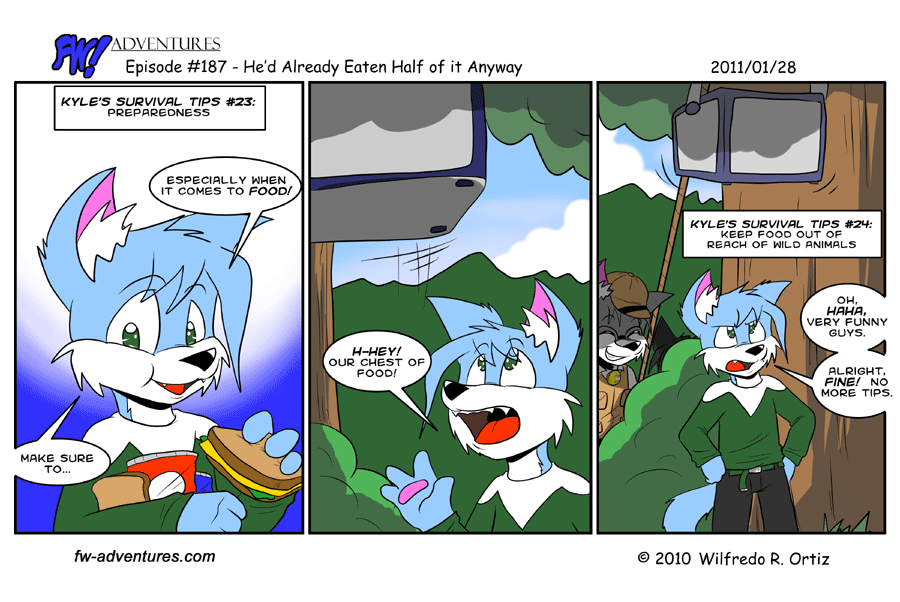 FW! ADVENTURES
Episode #187 - He'd Already Eaten Half of it Anyway
2011/01/28
KYLE'S SURVIVAL TIPS #23:
PREPAREDNESS
ESPECIALLY WHEN
IT COMES TO FOOD!
MAKE SURE
TO...
H-HEY!
OUR CHEST OF
FOOD!
KYLE'S SURVIVAL TIPS #24:
KEEP FOOD OUT OF
REACH OF WILD ANIMALS
OH,
HAHA,
VERY FUNNY
GUYS.
ALRIGHT,
FINE! NO
MORE TIPS.
fw-adventures.com
© 2010 Wilfredo R. Ortiz